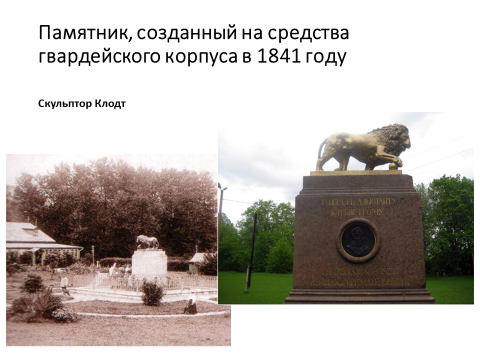 Памятник, созданный на средства
гвардейского корпуса в 1841 году
Скульптор Клодт